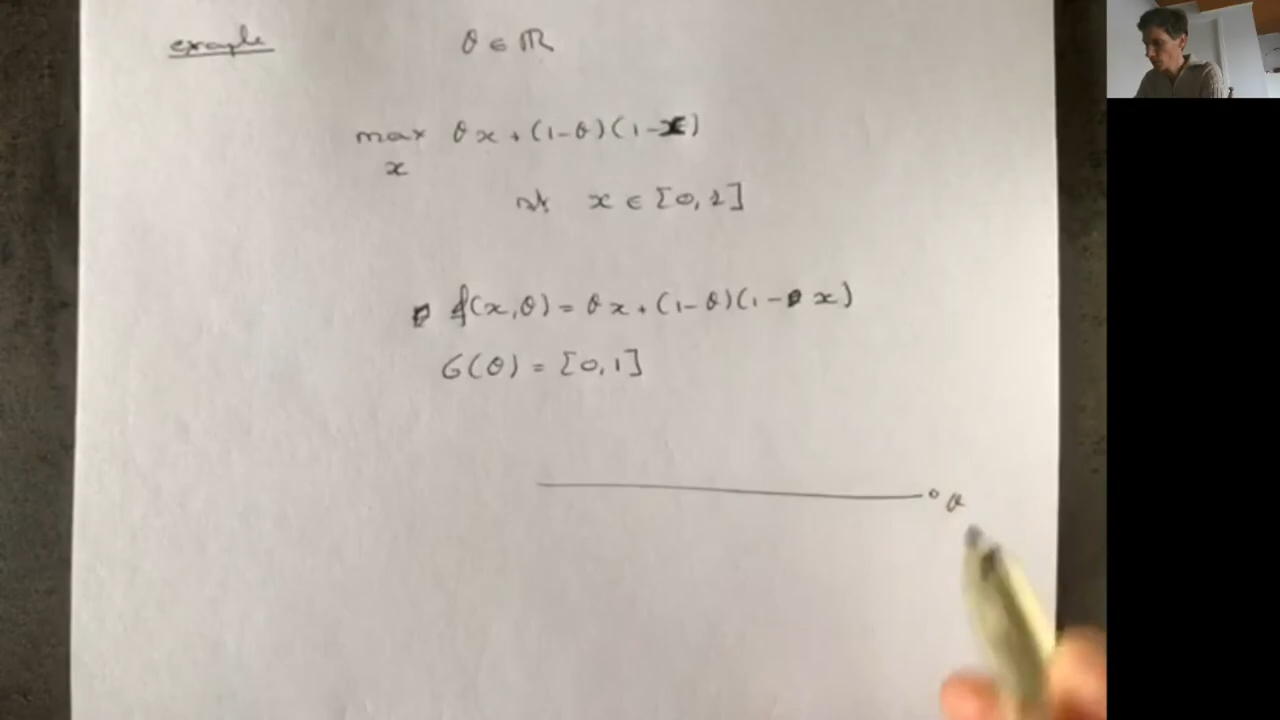 example θ ∈ ℝ
max θx + (1-θ)(1-x)
x
s.t. x ∈ [0,1]
f(x,θ) = θx + (1-θ)(1-x)
G(θ) = [0,1]
θ